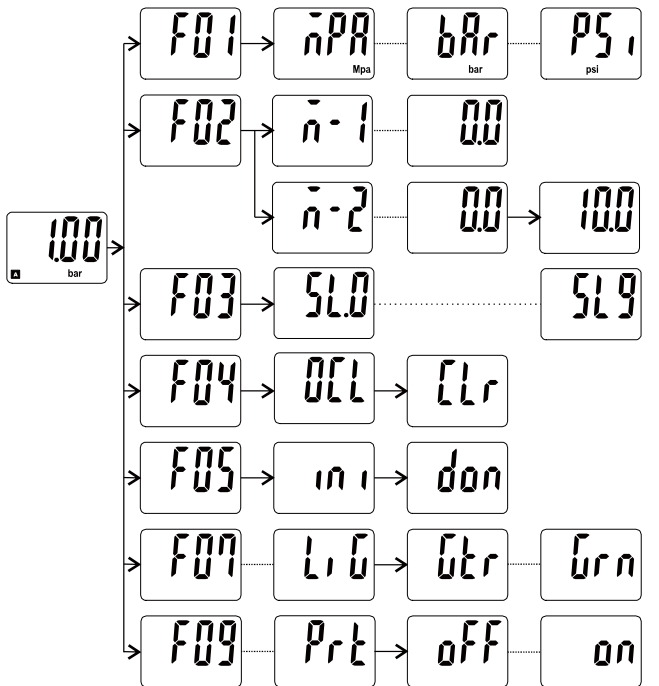 F01 MPA Mpa bAr bar PSi psi
F02 M-1 0.0
M-2 0.0 10.0
1.00 bar
F03 SL.0 SL9
F04 0CL CLr
F05 ini don
F07 LiG Gtr Grn
F09 Prt oFF on